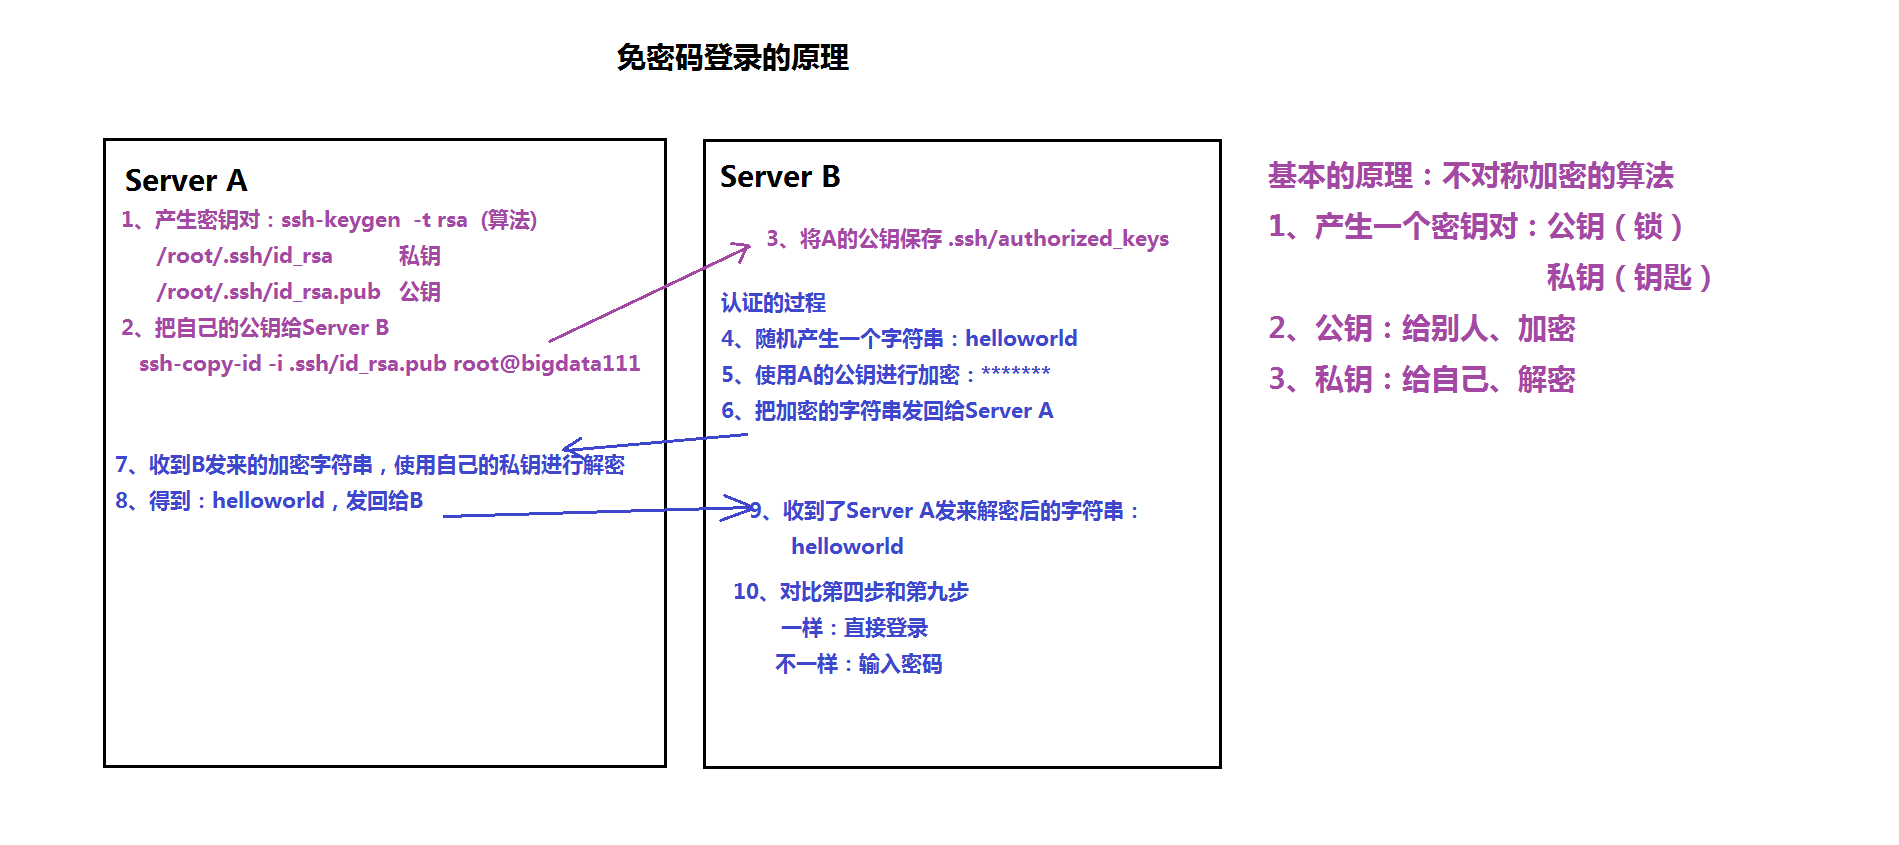 免密码登录的原理
Server A
1、产生密钥对：ssh-keygen -t rsa (算法)
/root/.ssh/id_rsa 私钥
/root/.ssh/id_rsa.pub 公钥
2、把自己的公钥给Server B
ssh-copy-id -i .ssh/id_rsa.pub root@bigdata111
7、收到B发来的加密字符串，使用自己的私钥进行解密
8、得到：helloworld，发回给B
Server B
3、将A的公钥保存 .ssh/authorized_keys
认证的过程
4、随机产生一个字符串：helloworld
5、使用A的公钥进行加密：*******
6、把加密的字符串发回给Server A
9、收到了Server A发来解密后的字符串：
helloworld
10、对比第四步和第九步
一样：直接登录
不一样：输入密码
基本的原理：不对称加密的算法
1、产生一个密钥对：公钥（锁）
私钥（钥匙）
2、公钥：给别人、加密
3、私钥：给自己、解密